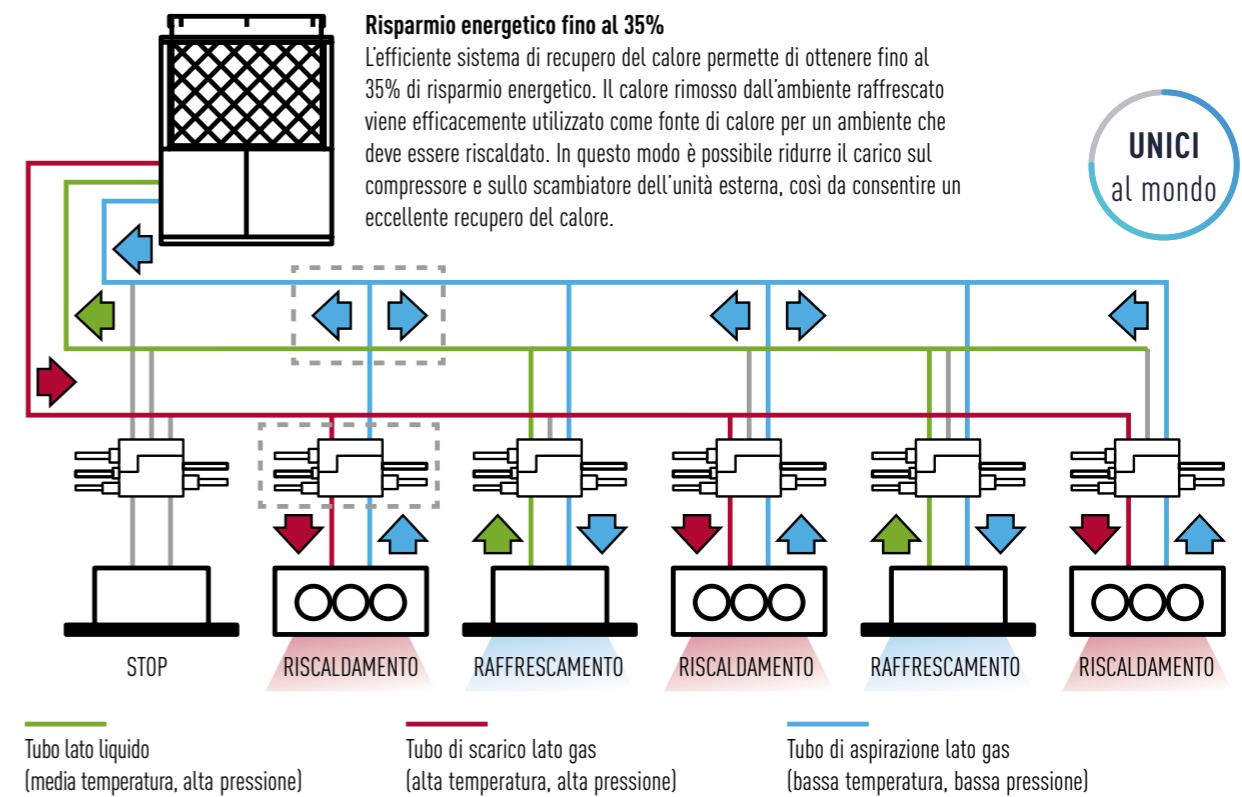 Risparmio energetico fino al 35%
L'efficiente sistema di recupero del calore permette di ottenere fino al
35% di risparmio energetico. Il calore rimosso dall'ambiente raffrescato
viene efficacemente utilizzato come fonte di calore per un ambiente che
deve essere riscaldato. In questo modo è possibile ridurre il carico sul
compressore e sullo scambiatore dell'unità esterna, così da consentire un
eccellente recupero del calore.
UNICI
al mondo
STOP
RISCALDAMENTO
RAFFRESCAMENTO
RISCALDAMENTO
RAFFRESCAMENTO
RISCALDAMENTO
Tubo lato liquido
(media temperatura, alta pressione)
Tubo di scarico lato gas
(alta temperatura, alta pressione)
Tubo di aspirazione lato gas
(bassa temperatura, bassa pressione)